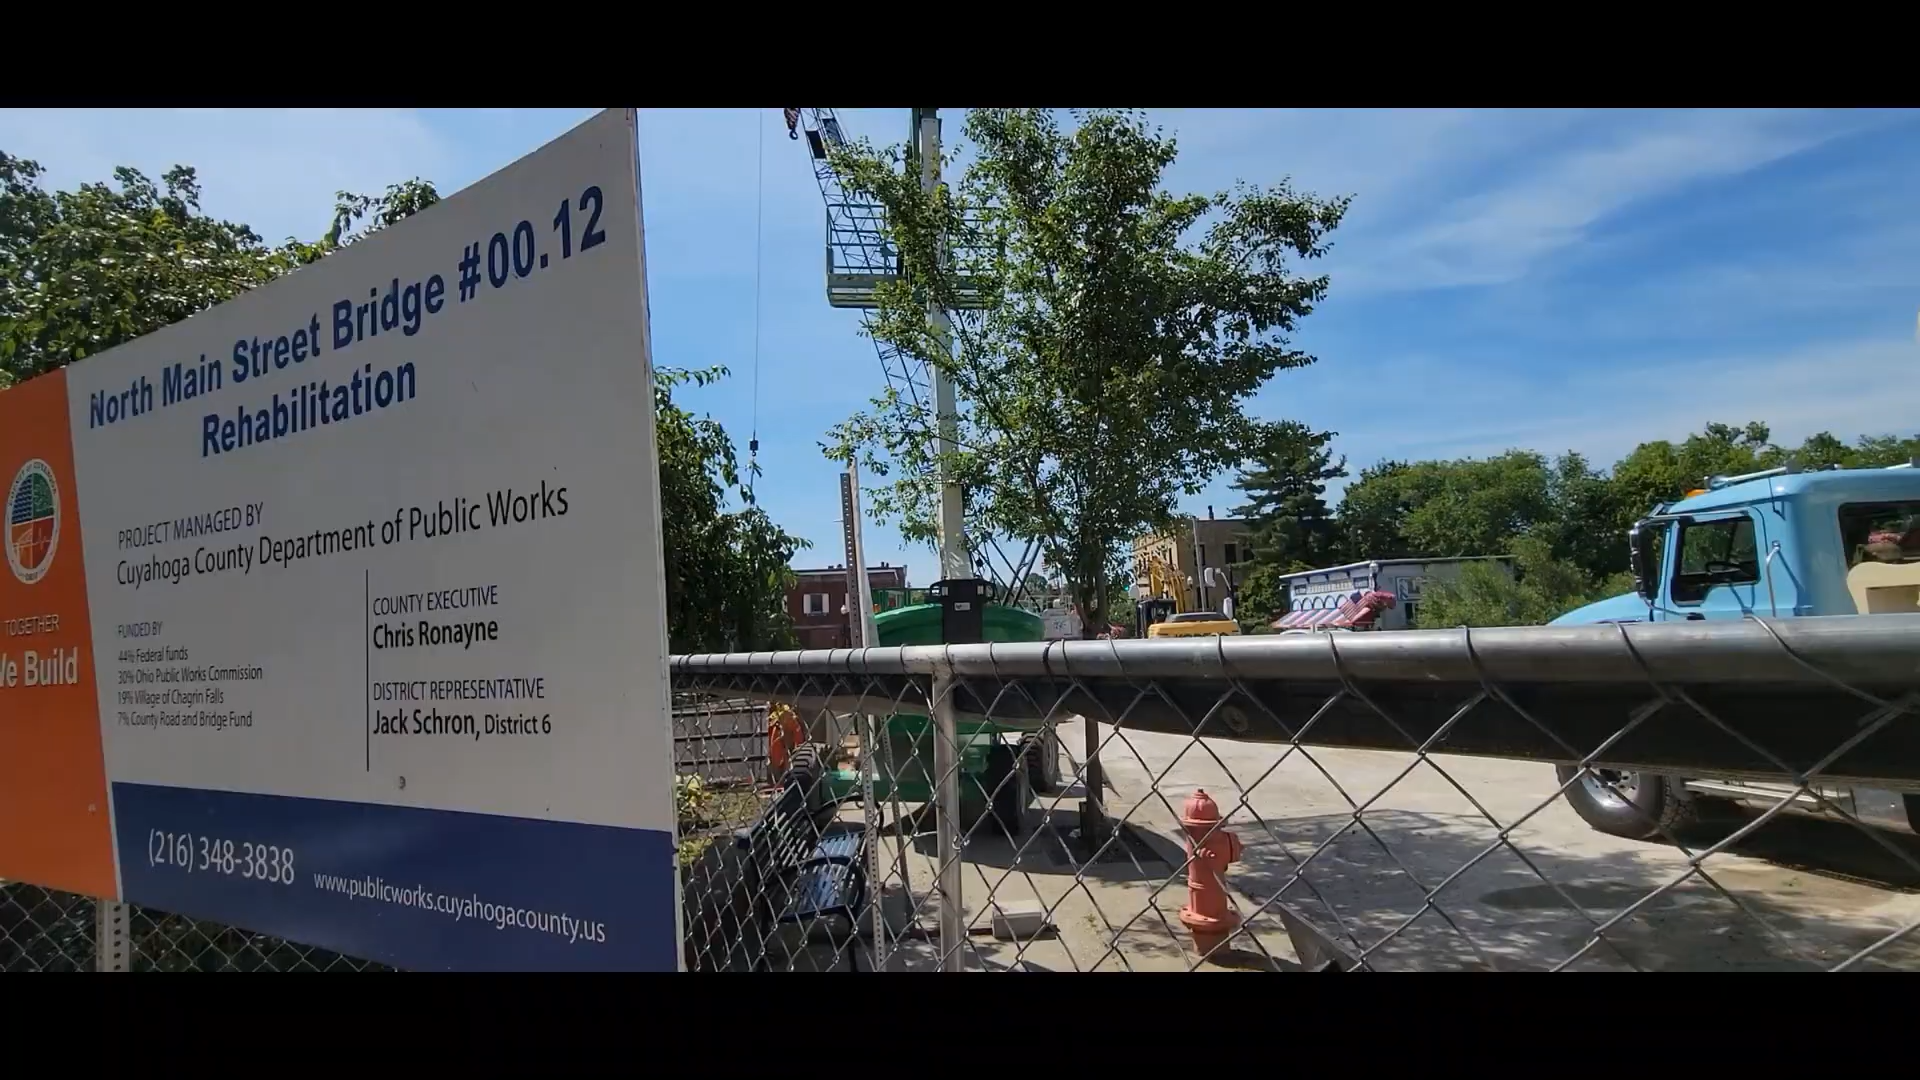 North Main Street Bridge #00.12
Rehabilitation
PROJECT MANAGED BY
Cuyahoga County Department of Public Works
FUNDED BY
44% Federal funds
30% Ohio Public Works Commission
19% Village of Chagrin Falls
7% County Road and Bridge Fund
COUNTY EXECUTIVE
Chris Ronayne
DISTRICT REPRESENTATIVE
Jack Schron, District 6
TOGETHER
We Build
(216) 348-3838
www.publicworks.cuyahogacounty.us